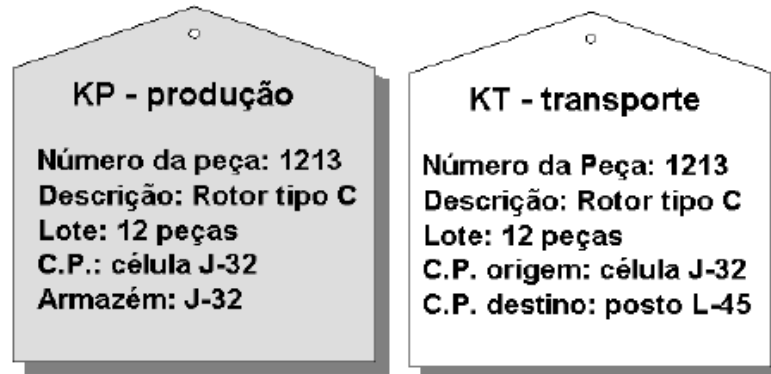 KP - produção
Número da peça: 1213
Descrição: Rotor tipo C
Lote: 12 peças
C.P.: célula J-32
Armazém: J-32
KT - transporte
Número da Peça: 1213
Descrição: Rotor tipo C
Lote: 12 peças
C.P. origem: célula J-32
C.P. destino: posto L-45